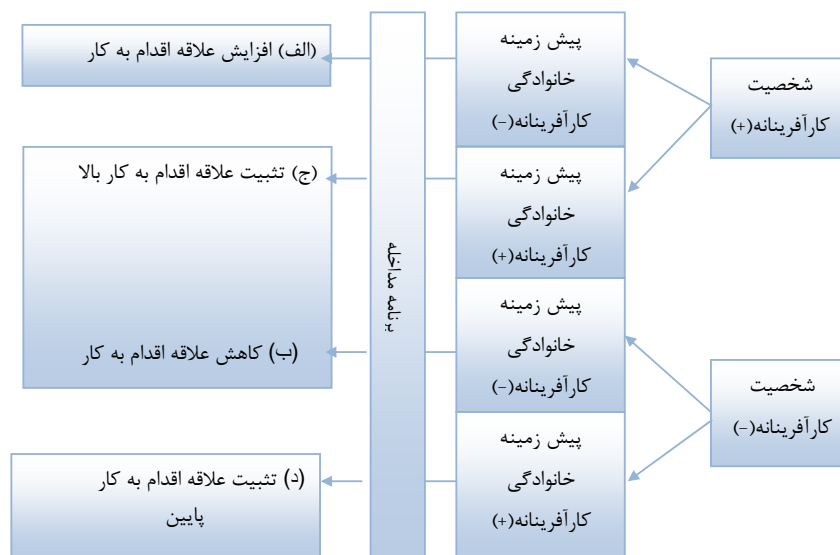 شخصیت
کارآفرینانه(+)
شخصیت
کارآفرینانه(-)
پیش زمینه
خانوادگی
کارآفرینانه(-)
پیش زمینه
خانوادگی
کارآفرینانه(+)
پیش زمینه
خانوادگی
کارآفرینانه(-)
پیش زمینه
خانوادگی
کارآفرینانه(+)
برنامه مداخله
(الف) افزایش علاقه اقدام به کار
(ج) تثبیت علاقه اقدام به کار بالا
(ب) کاهش علاقه اقدام به کار
(د) تثبیت علاقه اقدام به کار
پایین